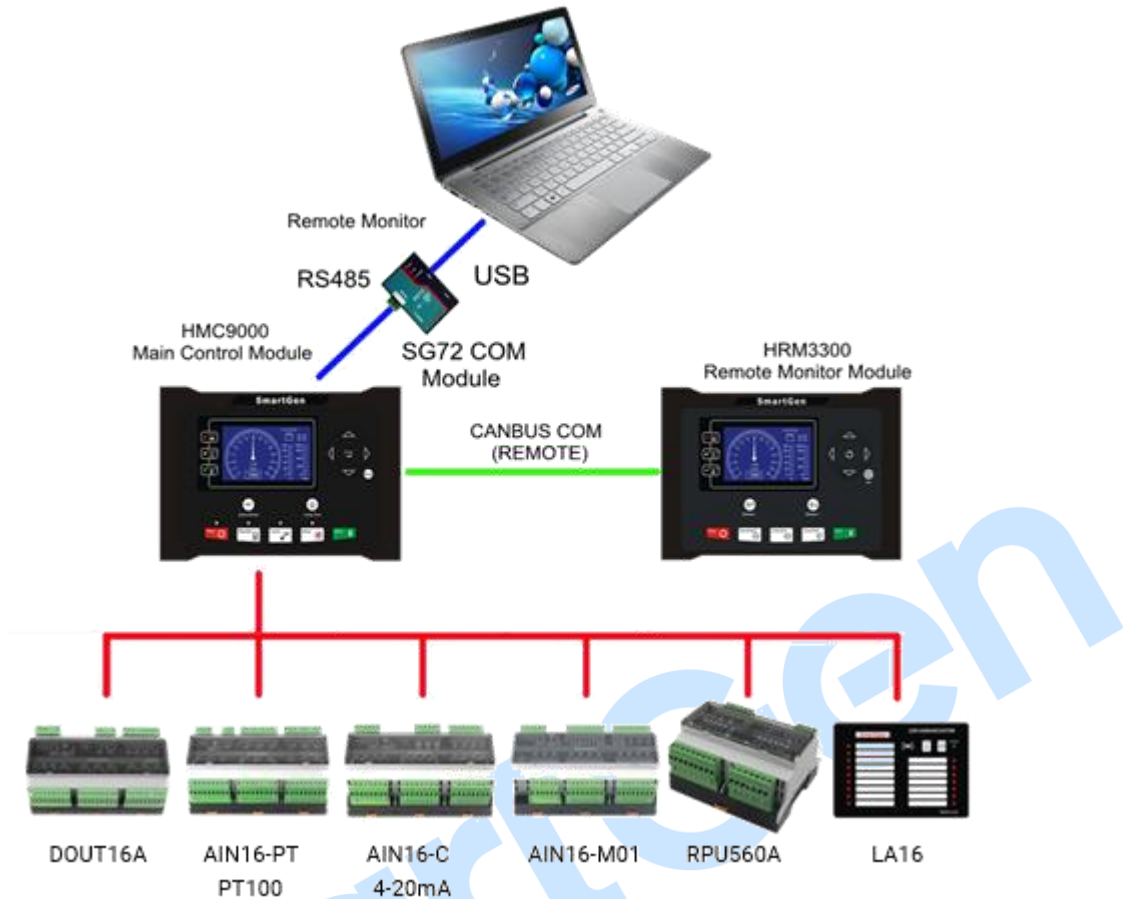 Remote Monitor
RS485
USB
HMC9000
Main Control Module
SG72 COM
Module
HRM3300
Remote Monitor Module
SmartGen
SmartGen
CANBUS COM
(REMOTE)
DOUT16A
AIN16-PT
PT100
AIN16-C
4-20mA
AIN16-M01
RPU560A
LA16